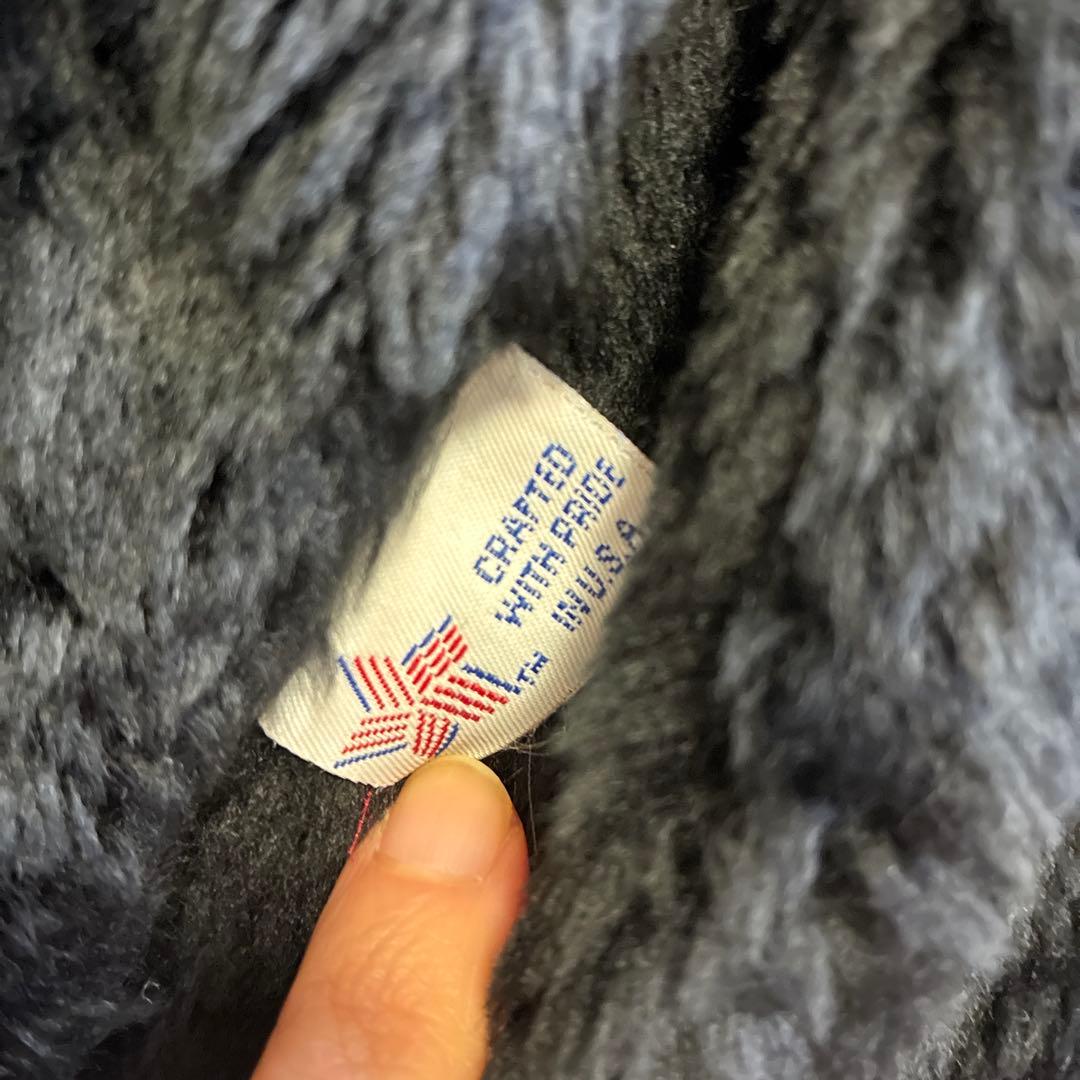 CRAFTED
WITH PRIDE
IN U.S.A.
™